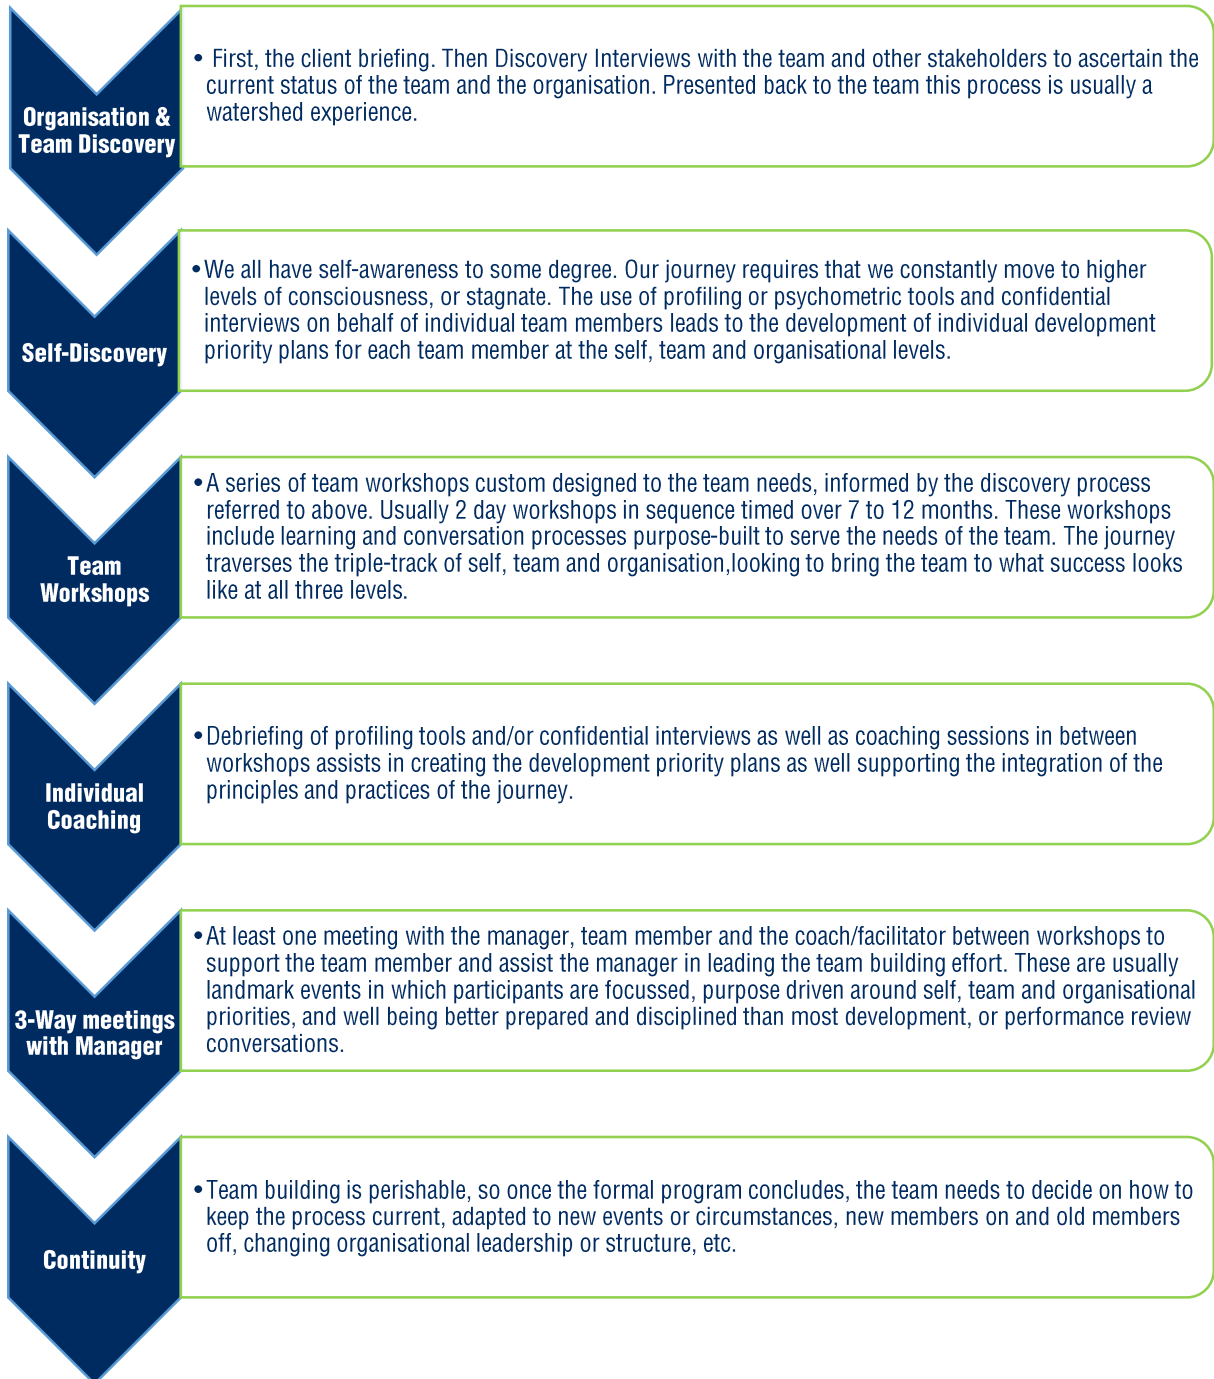 Organisation &
Team Discovery
• First, the client briefing. Then Discovery Interviews with the team and other stakeholders to ascertain the
current status of the team and the organisation. Presented back to the team this process is usually a
watershed experience.
Self-Discovery
• We all have self-awareness to some degree. Our journey requires that we constantly move to higher
levels of consciousness, or stagnate. The use of profiling or psychometric tools and confidential
interviews on behalf of individual team members leads to the development of individual development
priority plans for each team member at the self, team and organisational levels.
Team
Workshops
• A series of team workshops custom designed to the team needs, informed by the discovery process
referred to above. Usually 2 day workshops in sequence timed over 7 to 12 months. These workshops
include learning and conversation processes purpose-built to serve the needs of the team. The journey
traverses the triple-track of self, team and organisation,looking to bring the team to what success looks
like at all three levels.
Individual
Coaching
• Debriefing of profiling tools and/or confidential interviews as well as coaching sessions in between
workshops assists in creating the development priority plans as well supporting the integration of the
principles and practices of the journey.
3-Way meetings
with Manager
• At least one meeting with the manager, team member and the coach/facilitator between workshops to
support the team member and assist the manager in leading the team building effort. These are usually
landmark events in which participants are focussed, purpose driven around self, team and organisational
priorities, and well being better prepared and disciplined than most development, or performance review
conversations.
Continuity
• Team building is perishable, so once the formal program concludes, the team needs to decide on how to
keep the process current, adapted to new events or circumstances, new members on and old members
off, changing organisational leadership or structure, etc.